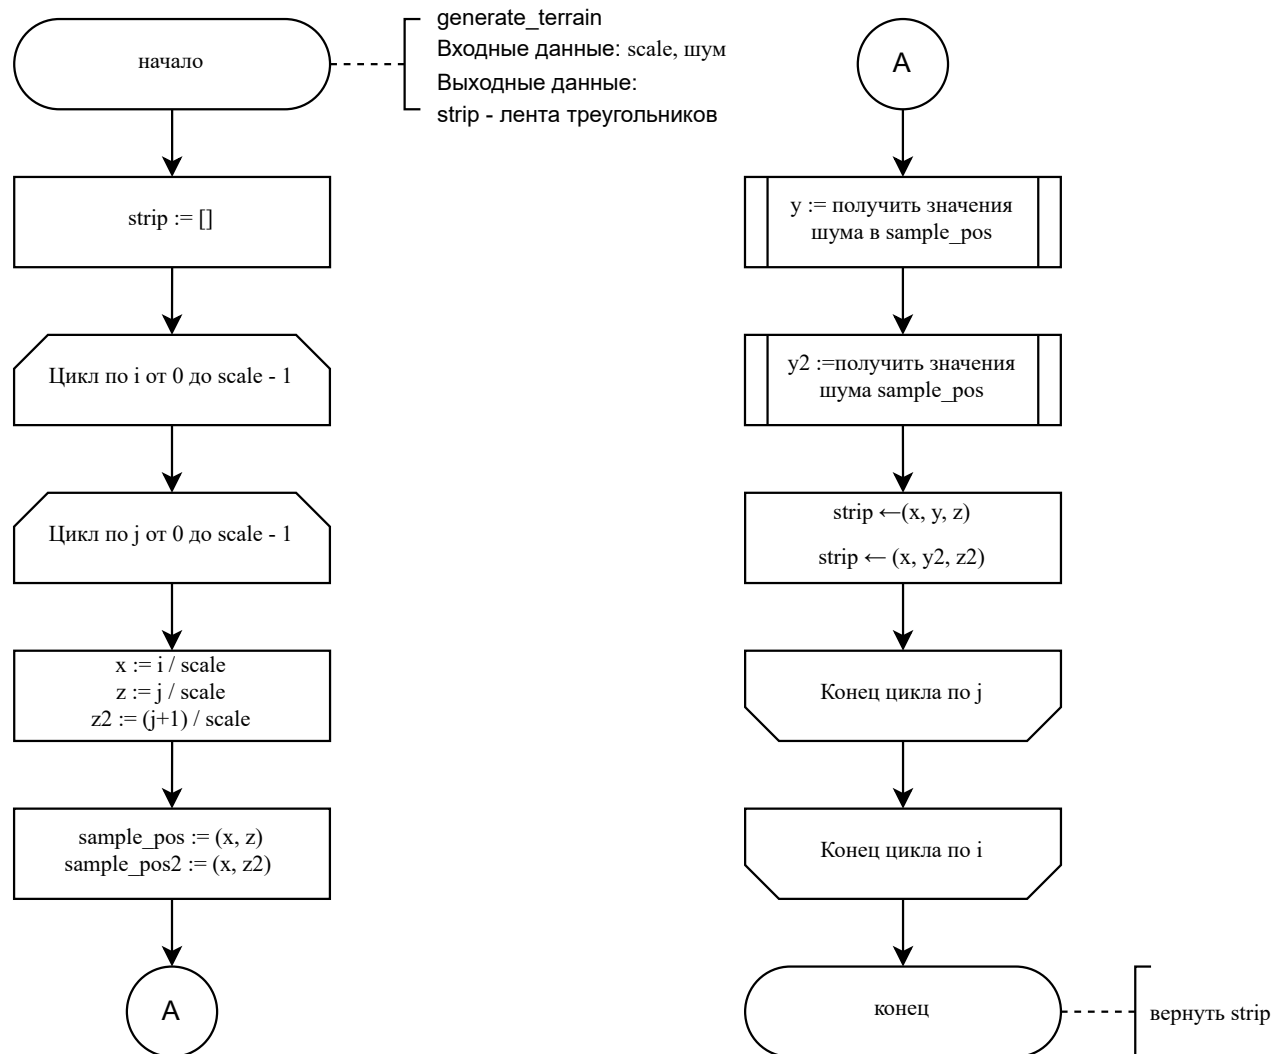 начало
generate_terrain
Входные данные: scale, шум
Выходные данные:
strip - лента треугольников
strip := []
Цикл по i от 0 до scale - 1
Цикл по j от 0 до scale - 1
x := i / scale
z := j / scale
z2 := (j+1) / scale
sample_pos := (x, z)
sample_pos2 := (x, z2)
A
A
y := получить значения
шума в sample_pos
y2 :=получить значения
шума sample_pos
strip ←(x, y, z)
strip ← (x, y2, z2)
Конец цикла по j
Конец цикла по i
конец
вернуть strip